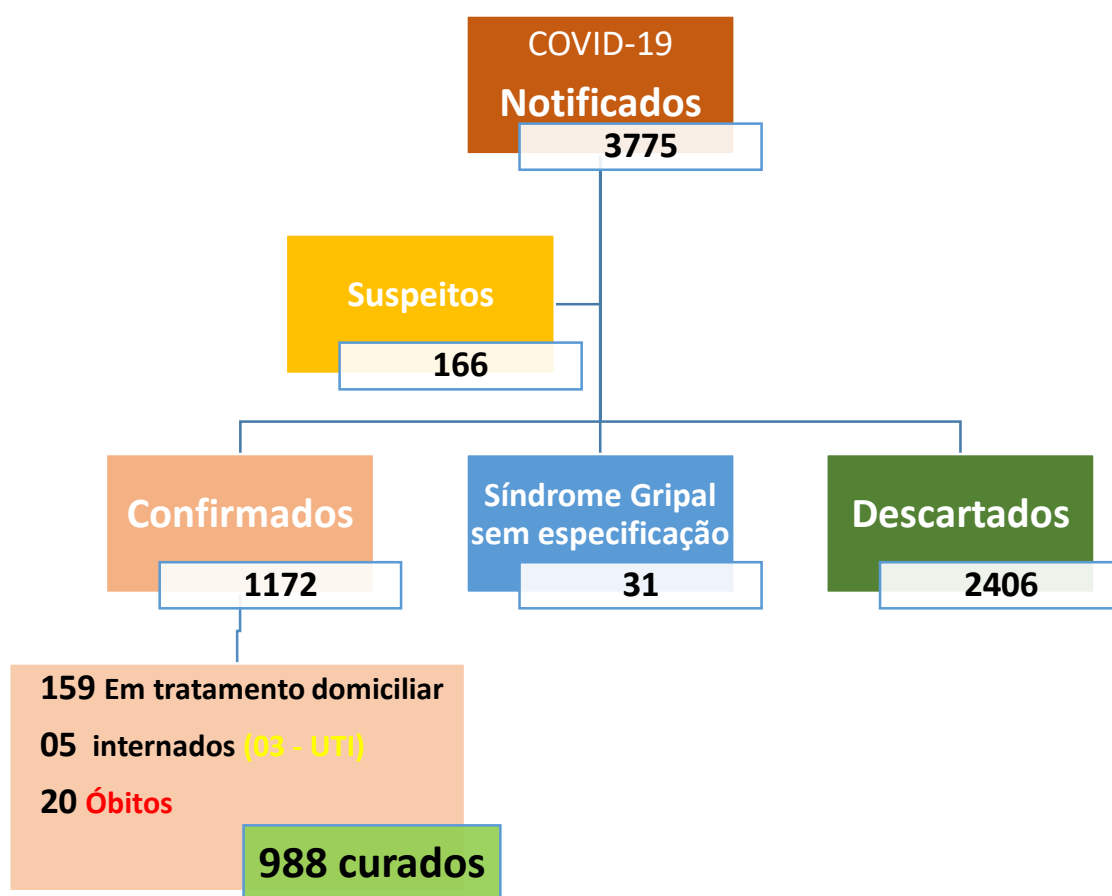 COVID-19
Notificados
3775
Suspeitos
166
Confirmados
1172
Síndrome Gripal
sem especificação
31
Descartados
2406
159 Em tratamento domiciliar
05 internados (03 - UTI)
20 Óbitos
988 curados